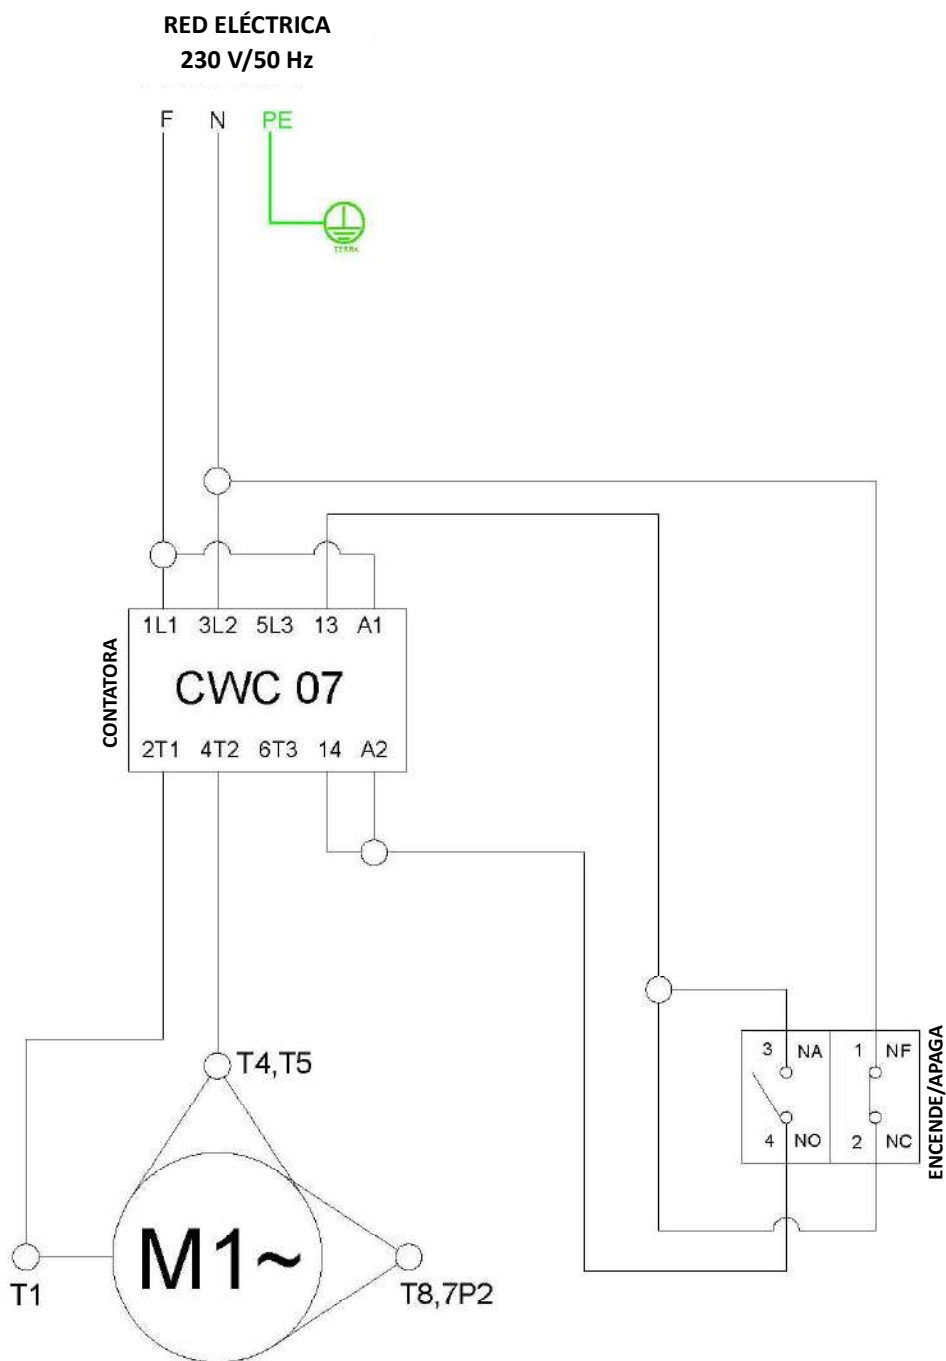 RED ELÉCTRICA
230 V/50 Hz
F N PE
TERRA
1L1 3L2 5L3 13 A1
CONTATORA
CWC 07
2T1 4T2 6T3 14 A2
3 NA 1 NF
4 NO 2 NC
ENCENDE/APAGA
T4,T5
M1~
T1
T8,7P2